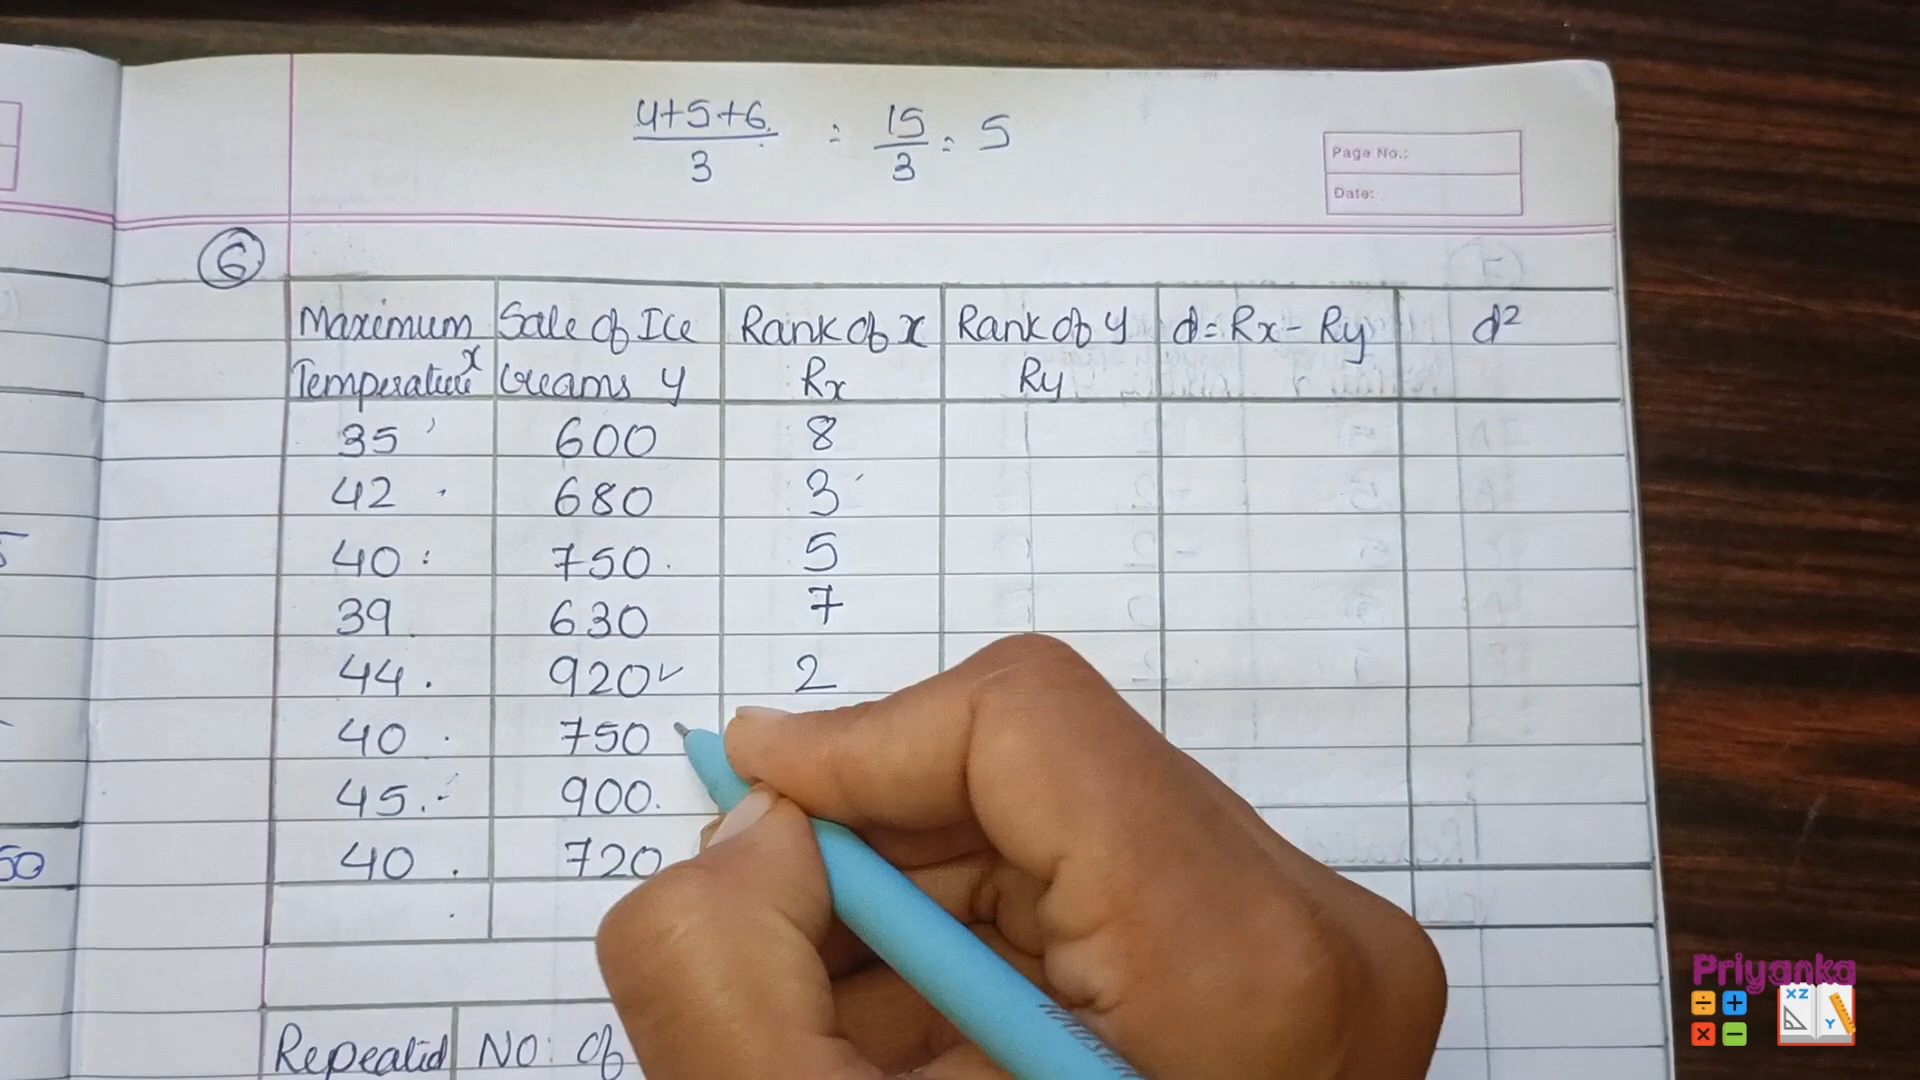 4+5+6 / 3 = 15 / 3 = 5
Page No.:
Date:
6
Maximum Temperature x | Sale of Ice Creams y | Rank of x Rx | Rank of y Ry | d = Rx - Ry | d²
35 | 600 | 8
42 | 680 | 3
40 | 750 | 5
39 | 630 | 7
44 | 920 | 2
40 | 750
45 | 900
40 | 720
Repeated | No: of
50
Priyanka
XZ
Y